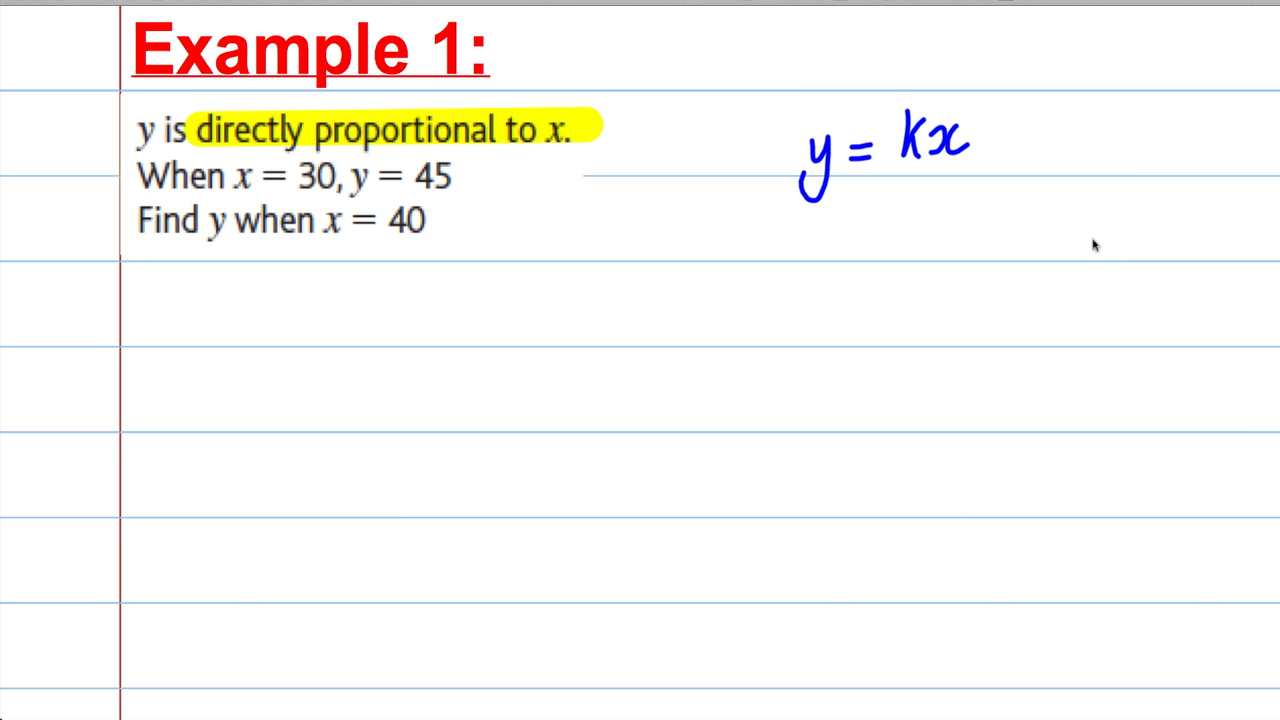 Example 1:
y is directly proportional to x.
When x = 30, y = 45
Find y when x = 40
y = kx